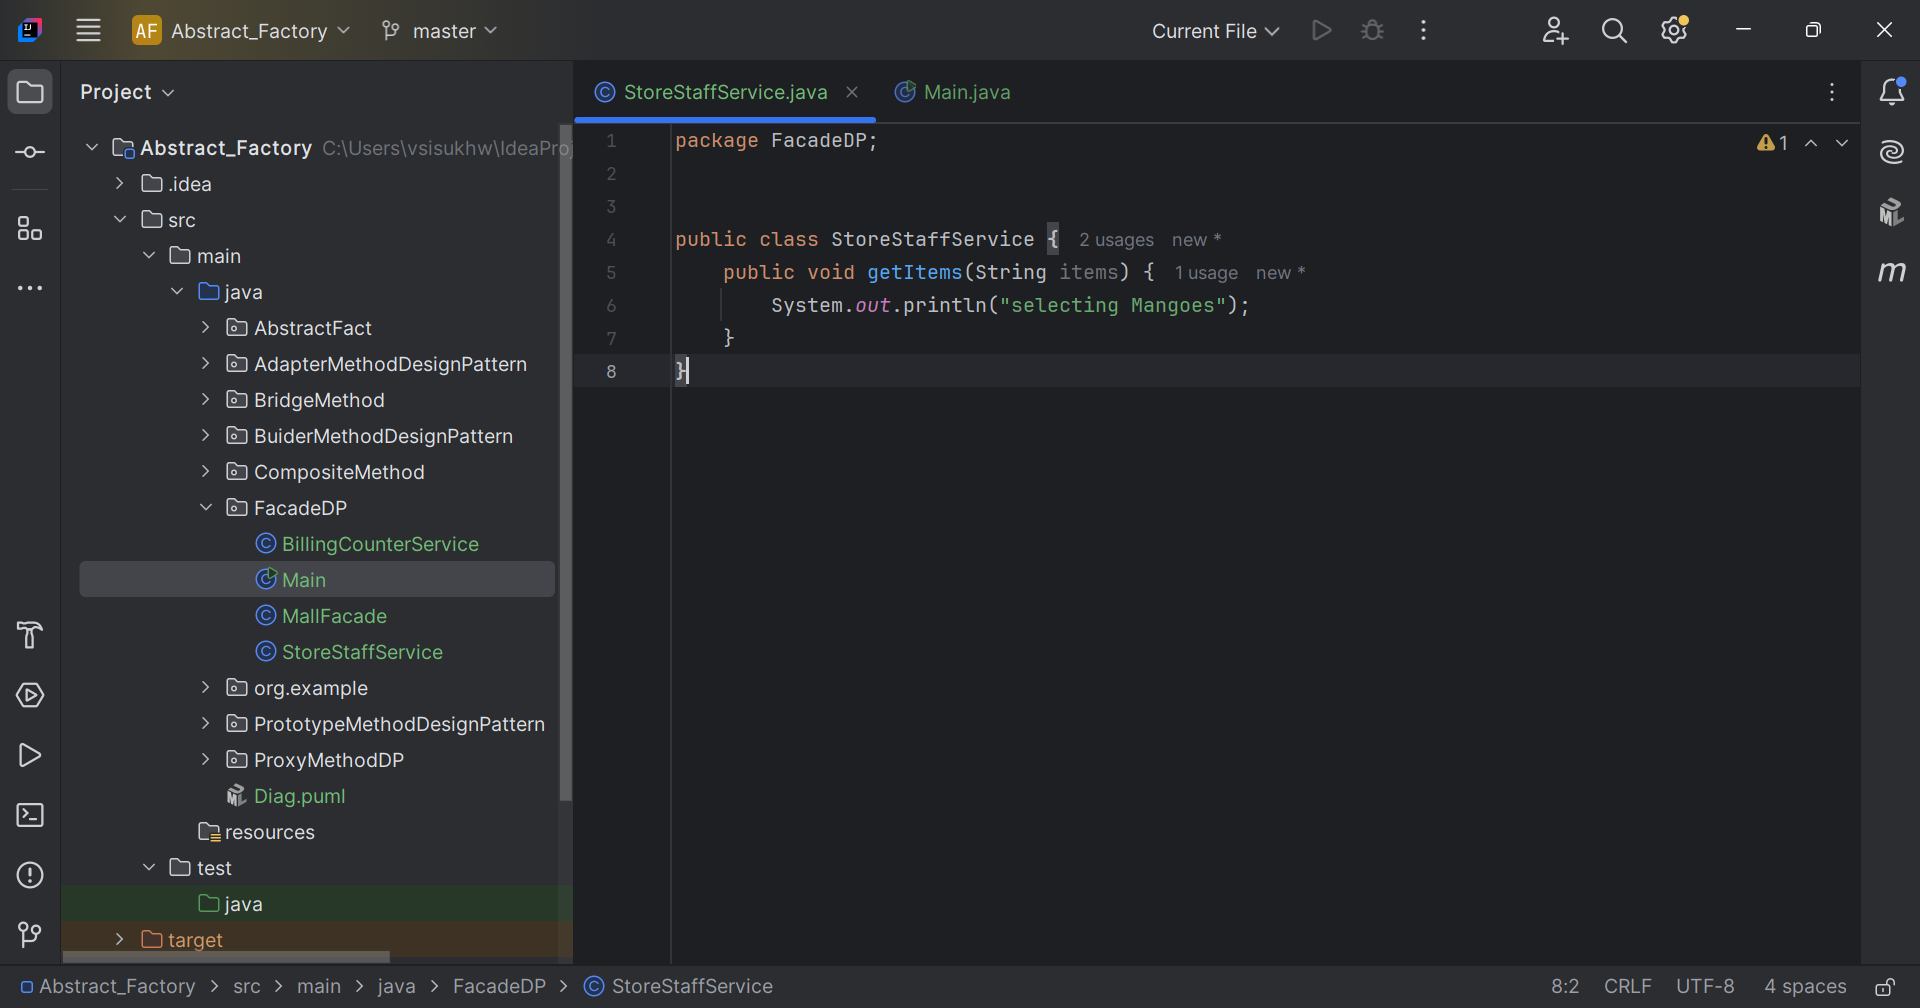 AF Abstract_Factory master Current File
Project
StoreStaffService.java Main.java
Abstract_Factory C:\Users\vsisukhw\IdeaProj
.idea
src
main
java
AbstractFact
AdapterMethodDesignPattern
BridgeMethod
BuiderMethodDesignPattern
CompositeMethod
FacadeDP
BillingCounterService
Main
MallFacade
StoreStaffService
org.example
PrototypeMethodDesignPattern
ProxyMethodDP
Diag.puml
resources
test
java
target
1 package FacadeDP;
2
3
4 public class StoreStaffService { 2 usages new *
5 public void getItems(String items) { 1 usage new *
6 System.out.println("selecting Mangoes");
7 }
8 }
1
Abstract_Factory > src > main > java > FacadeDP > StoreStaffService
8:2 CRLF UTF-8 4 spaces